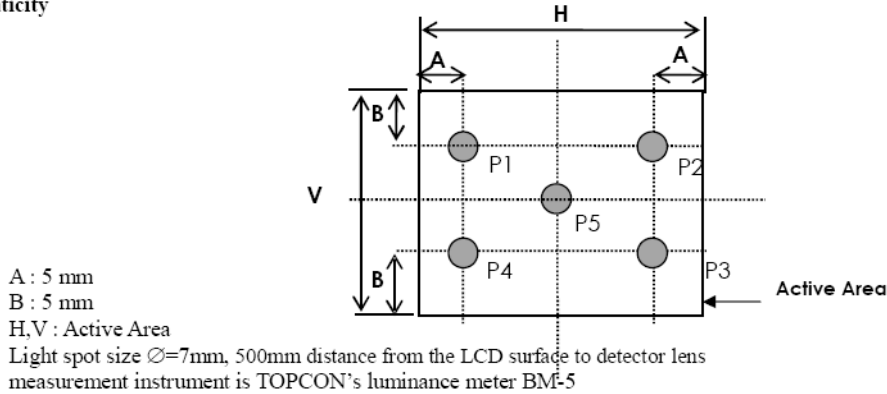 H
A
A
B
P1
P2
V
P5
B
P4
P3
Active Area
A : 5 mm
B : 5 mm
H,V : Active Area
Light spot size ∅=7mm, 500mm distance from the LCD surface to detector lens
measurement instrument is TOPCON’s luminance meter BM-5